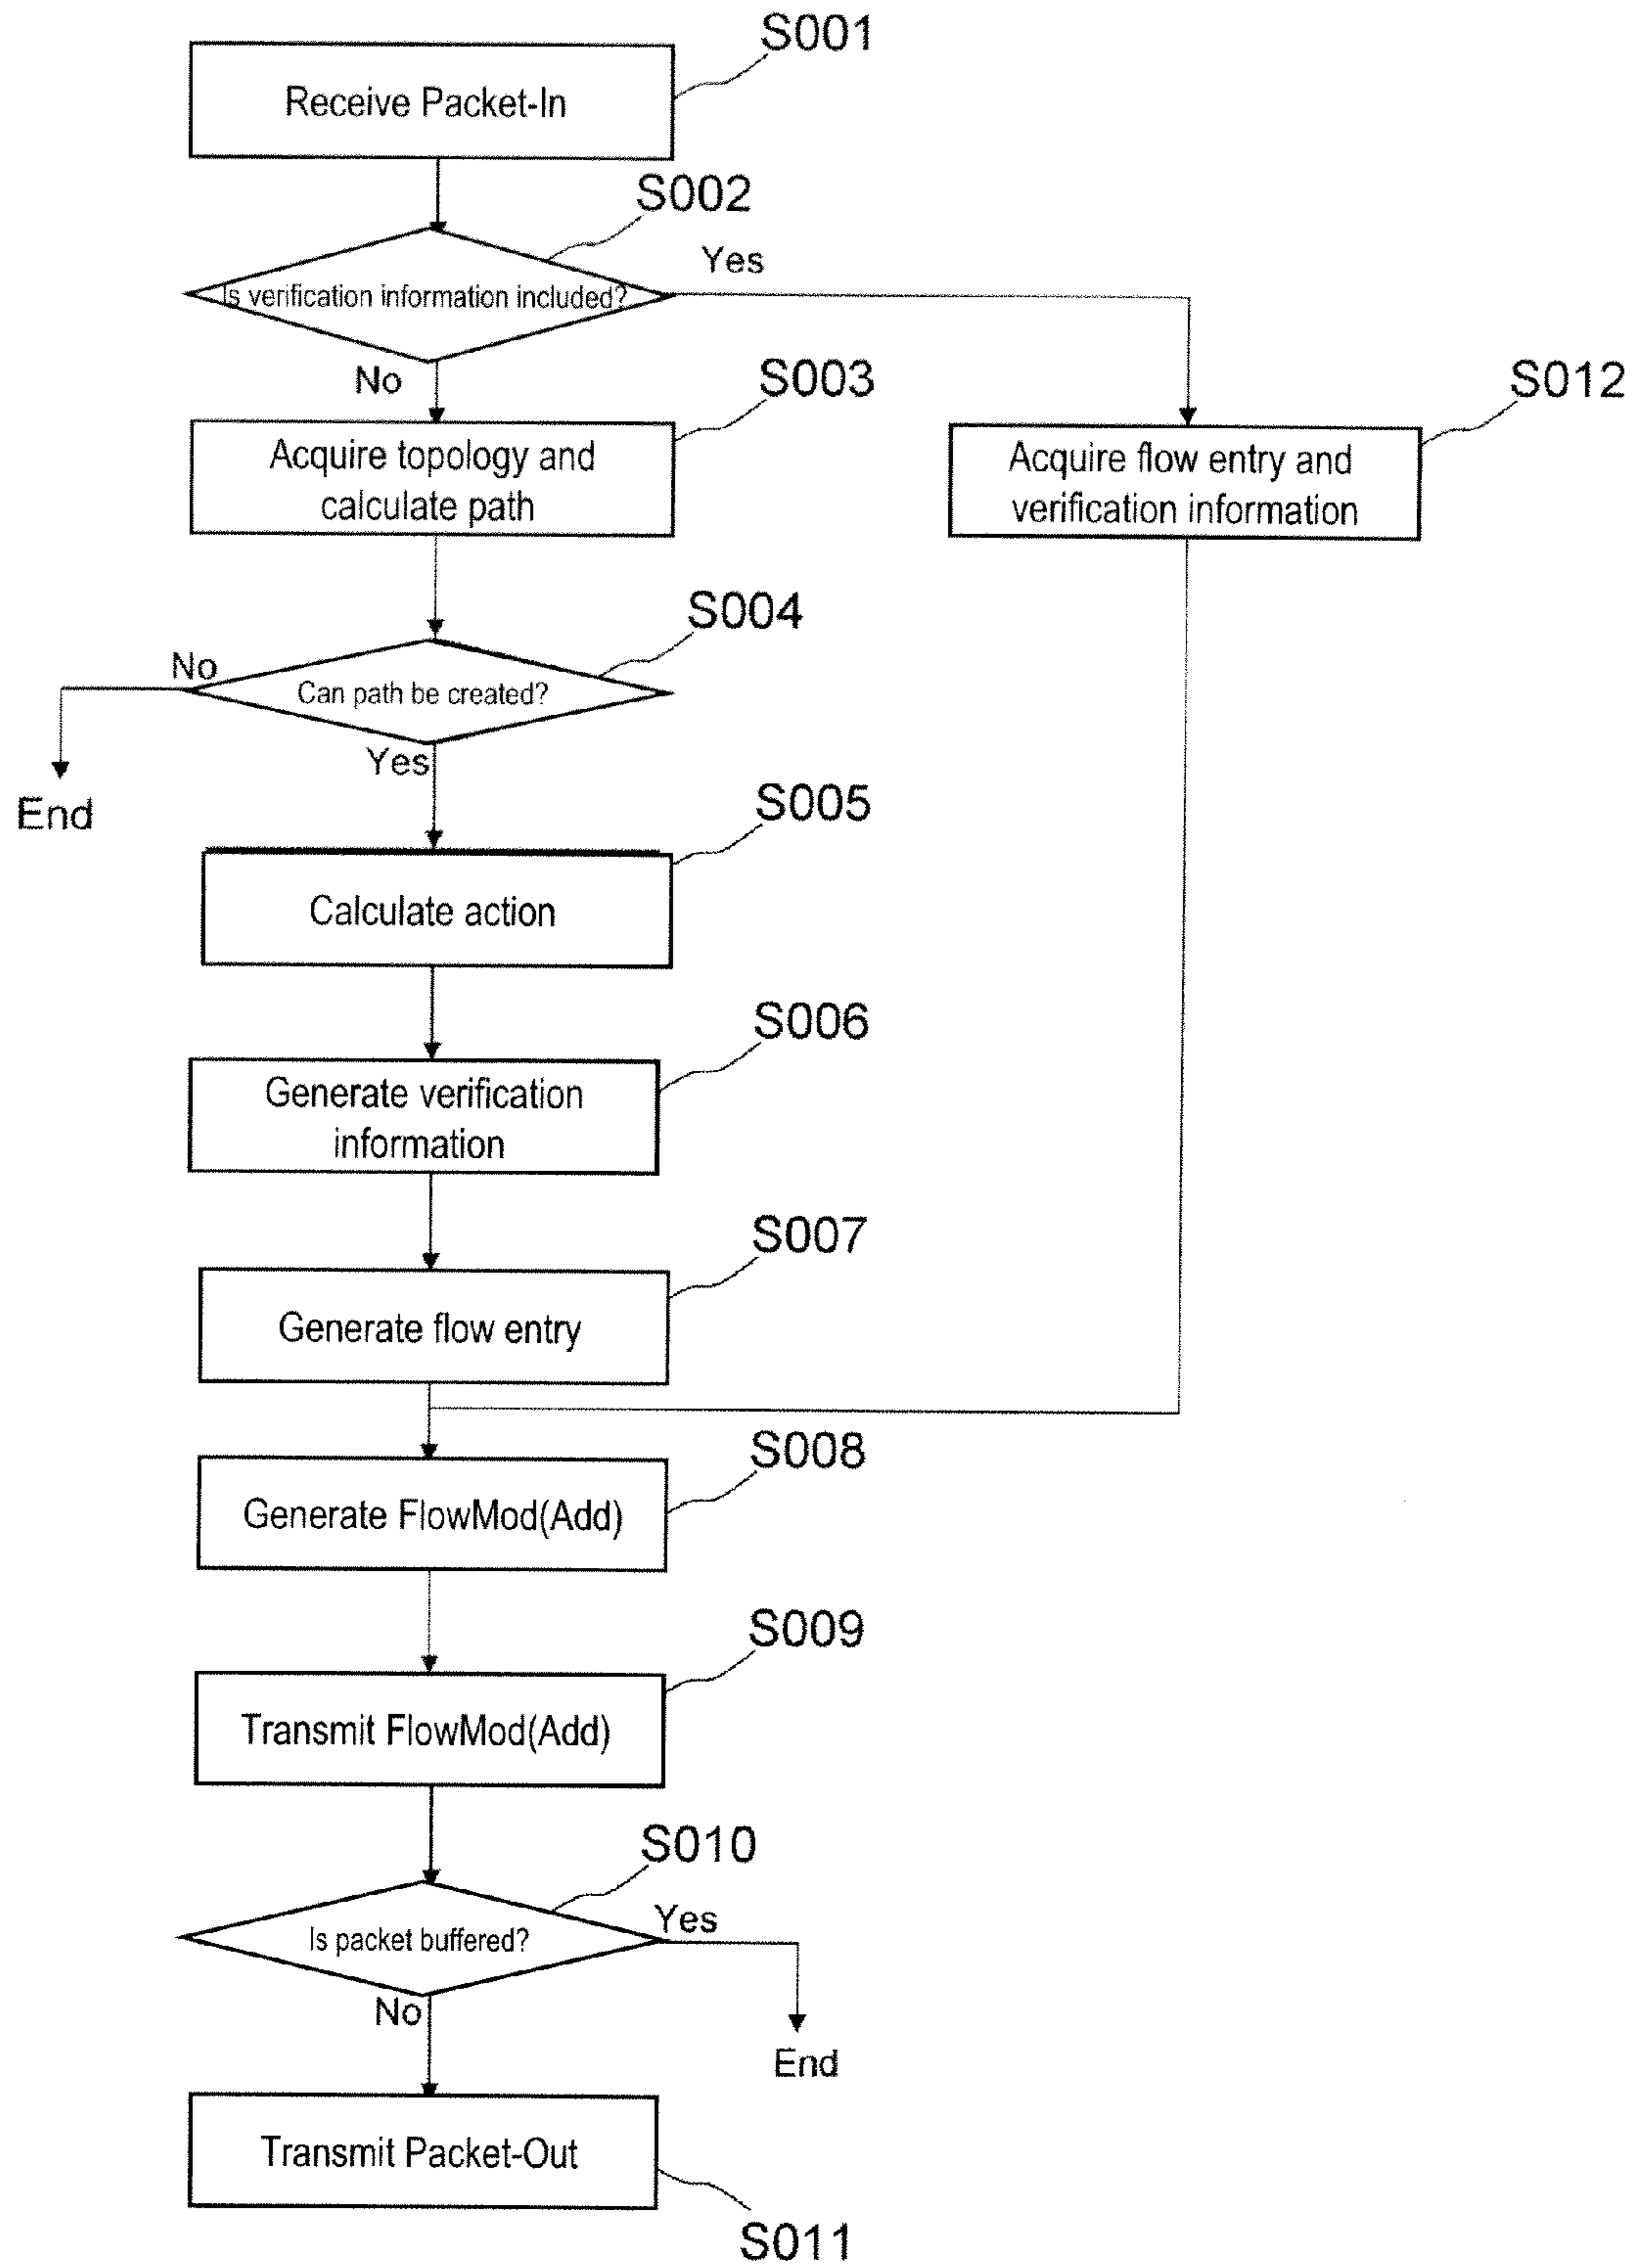 S001
Receive Packet-In
S002
Yes
Is verification information included?
No
S003
S012
Acquire topology and
calculate path
Acquire flow entry and
verification information
S004
No
Can path be created?
Yes
End
S005
Calculate action
S006
Generate verification
information
S007
Generate flow entry
S008
Generate FlowMod(Add)
S009
Transmit FlowMod(Add)
S010
Yes
Is packet buffered?
No
End
Transmit Packet-Out
S011